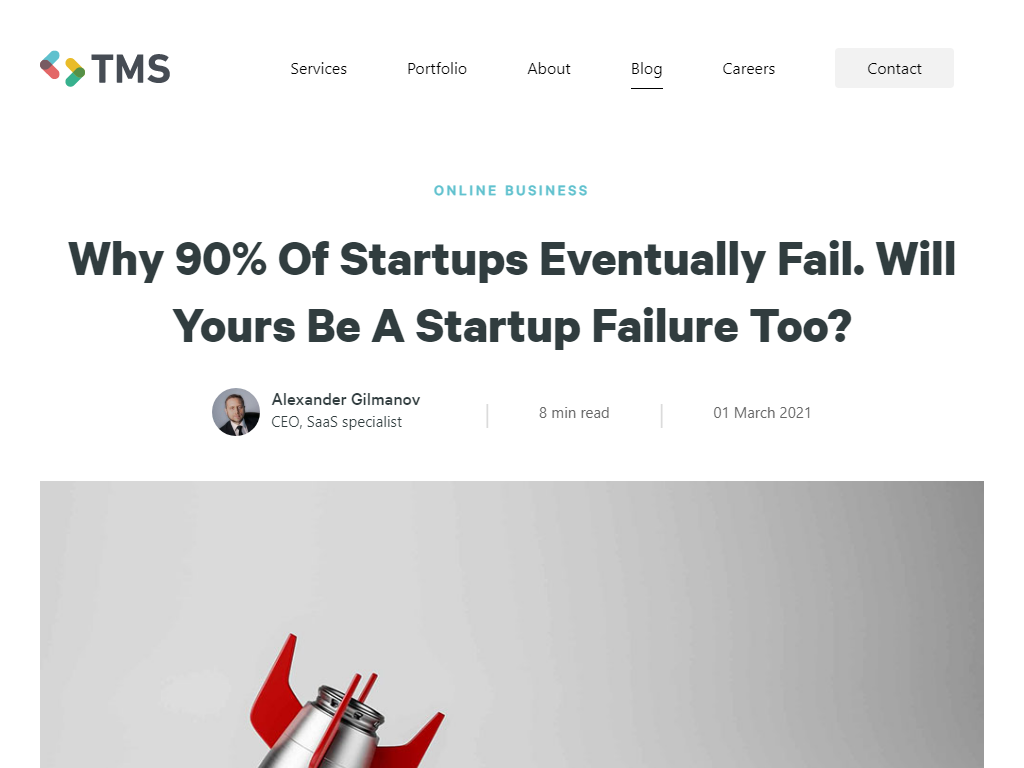 TMS
Services
Portfolio
About
Blog
Careers
Contact
ONLINE BUSINESS
Why 90% Of Startups Eventually Fail. Will
Yours Be A Startup Failure Too?
Alexander Gilmanov
CEO, SaaS specialist
8 min read
01 March 2021